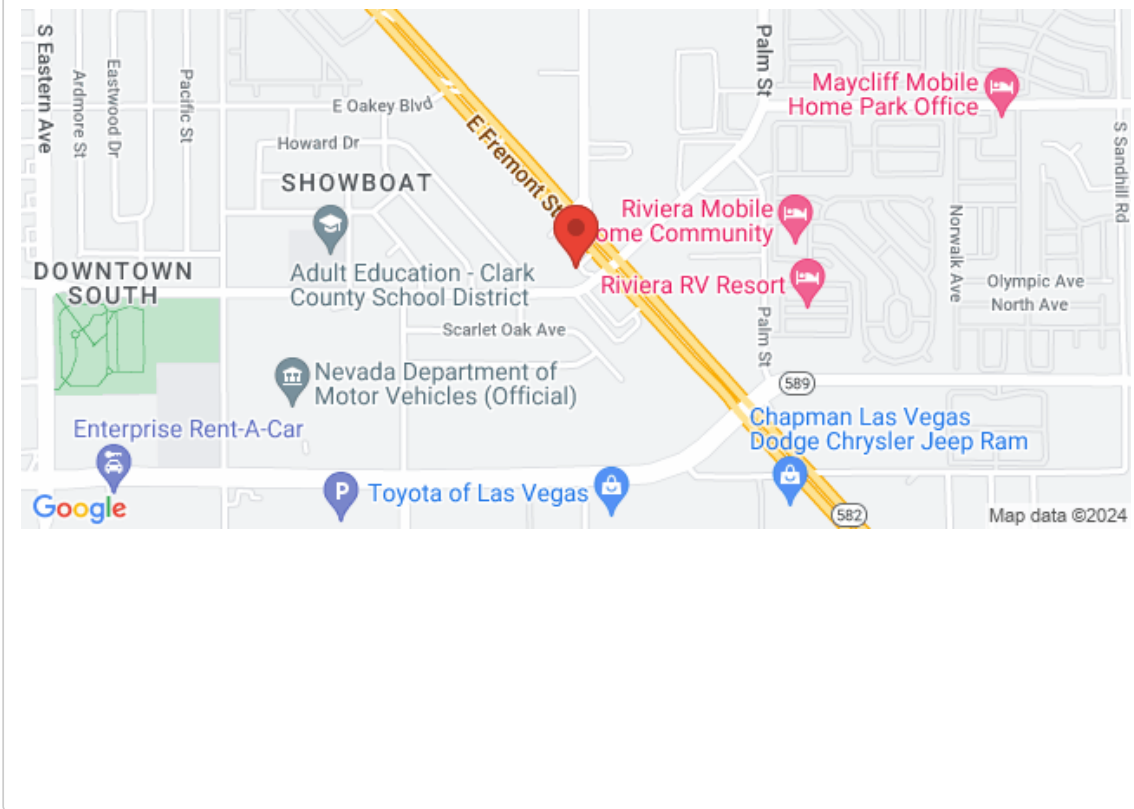 S Eastern Ave
Ardmore St
Eastwood Dr
Pacific St
E Oakey Blvd
Howard Dr
SHOWBOAT
E Fremont St
Palm St
Maycliff Mobile
Home Park Office
S Sandhill Rd
Riviera Mobile
ome Community
Adult Education - Clark
County School District
Riviera RV Resort
Norwalk Ave
Olympic Ave
North Ave
DOWNTOWN
SOUTH
Scarlet Oak Ave
Palm St
Nevada Department of
Motor Vehicles (Official)
589
Chapman Las Vegas
Dodge Chrysler Jeep Ram
Enterprise Rent-A-Car
P
Toyota of Las Vegas
Google
582
Map data ©2024